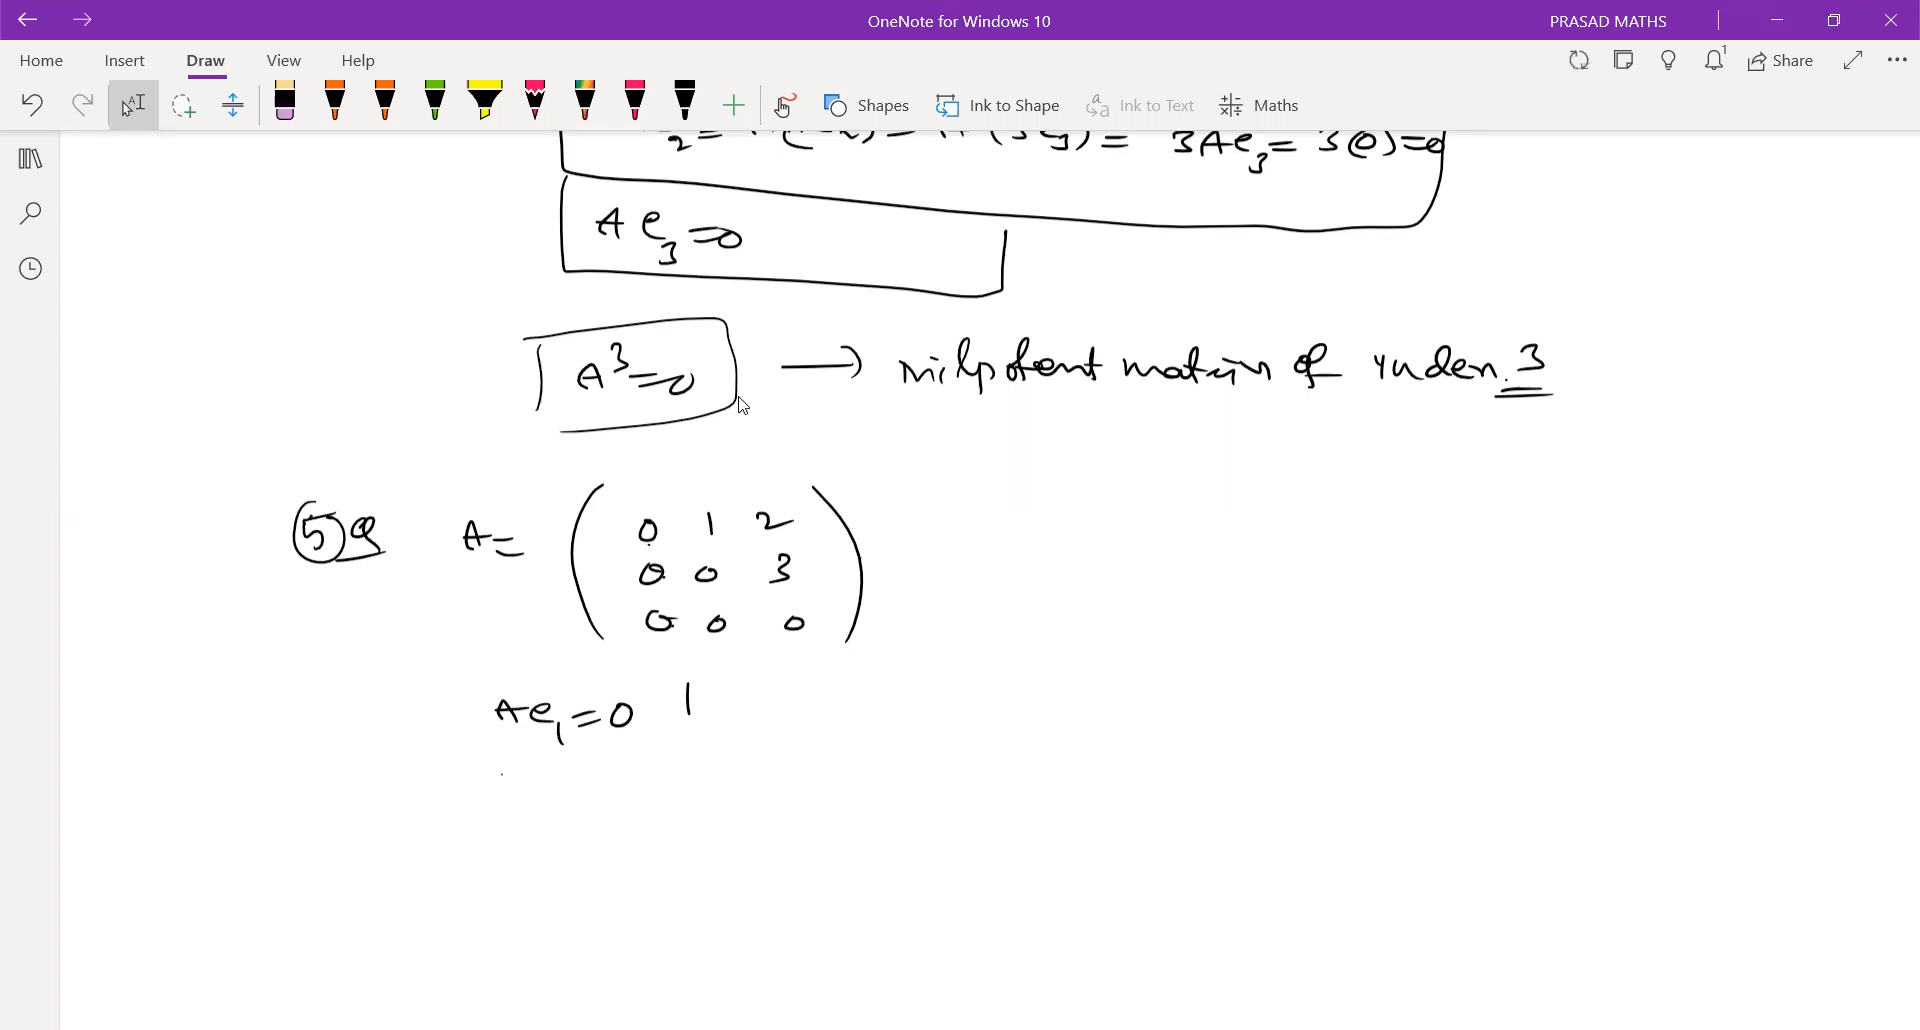 OneNote for Windows 10
PRASAD MATHS
Home Insert Draw View Help
1
Share
Shapes
Ink to Shape
Ink to Text
Maths
3Ae₃ = 3(0)=0
Ae₃=0
A³=0 → nilpotent matrix of index 3
5Q A= ( 0 1 2
0 0 3
0 0 0 )
Ae₁=0 |